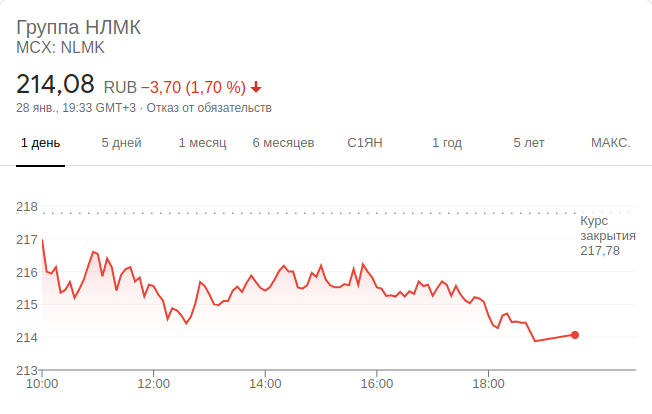 Группа НЛМК
MCX: NLMK
214,08 RUB −3,70 (1,70 %)
28 янв., 19:33 GMT+3 · Отказ от обязательств
1 день 5 дней 1 месяц 6 месяцев С1ЯН 1 год 5 лет МАКС.
218
Курс
закрытия
217,78
217
216
215
214
213
10:00 12:00 14:00 16:00 18:00